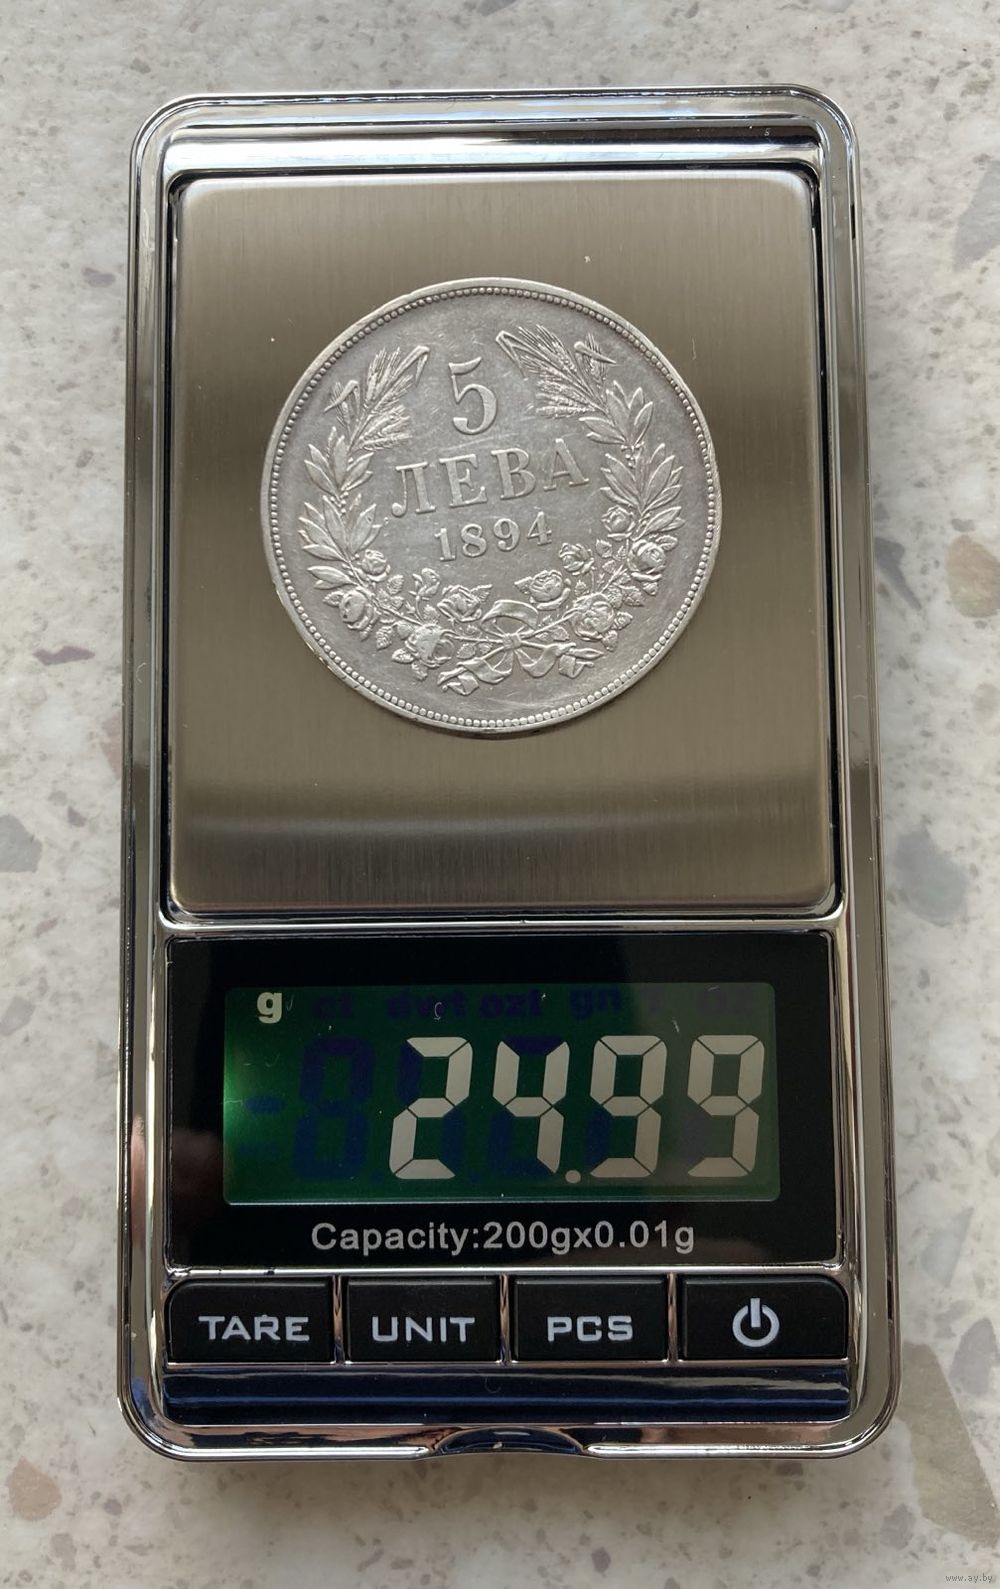 5
ЛЕВА
1894
g
24.99
Capacity:200gx0.01g
TARE UNIT PCS
www.ay.by